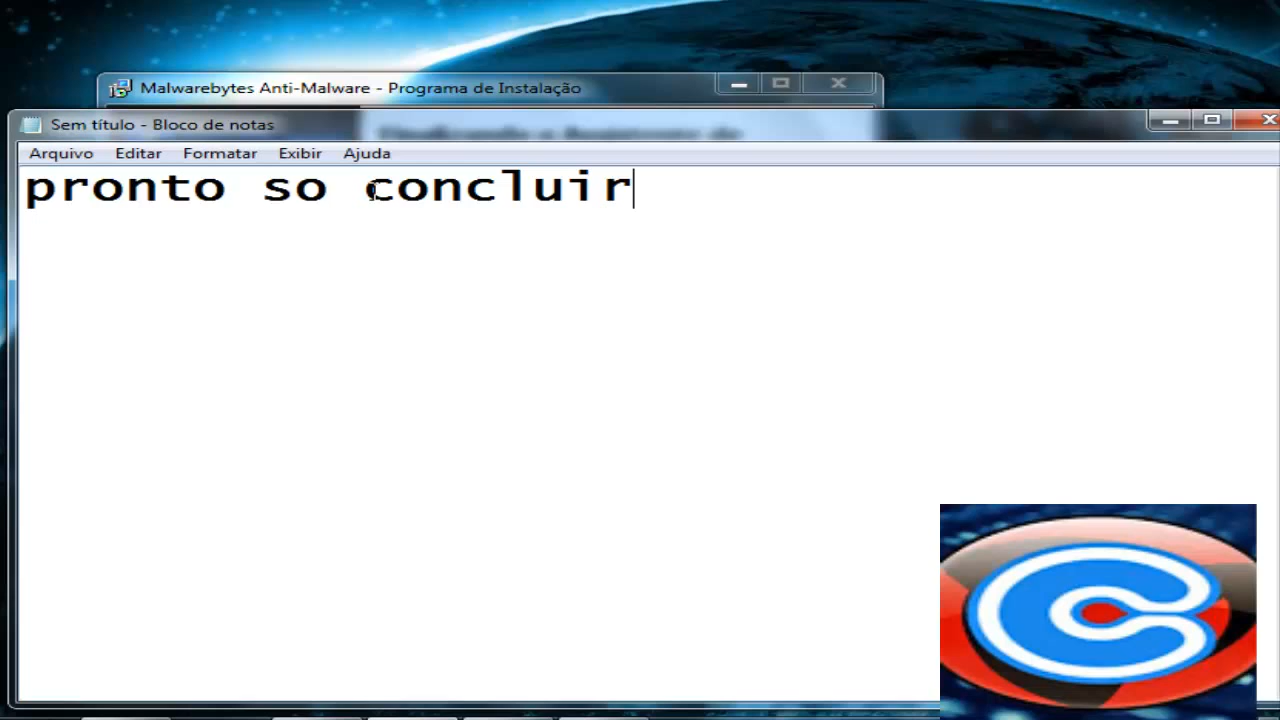 Malwarebytes Anti-Malware - Programa de Instalação
Sem título - Bloco de notas
Arquivo Editar Formatar Exibir Ajuda
pronto so concluir